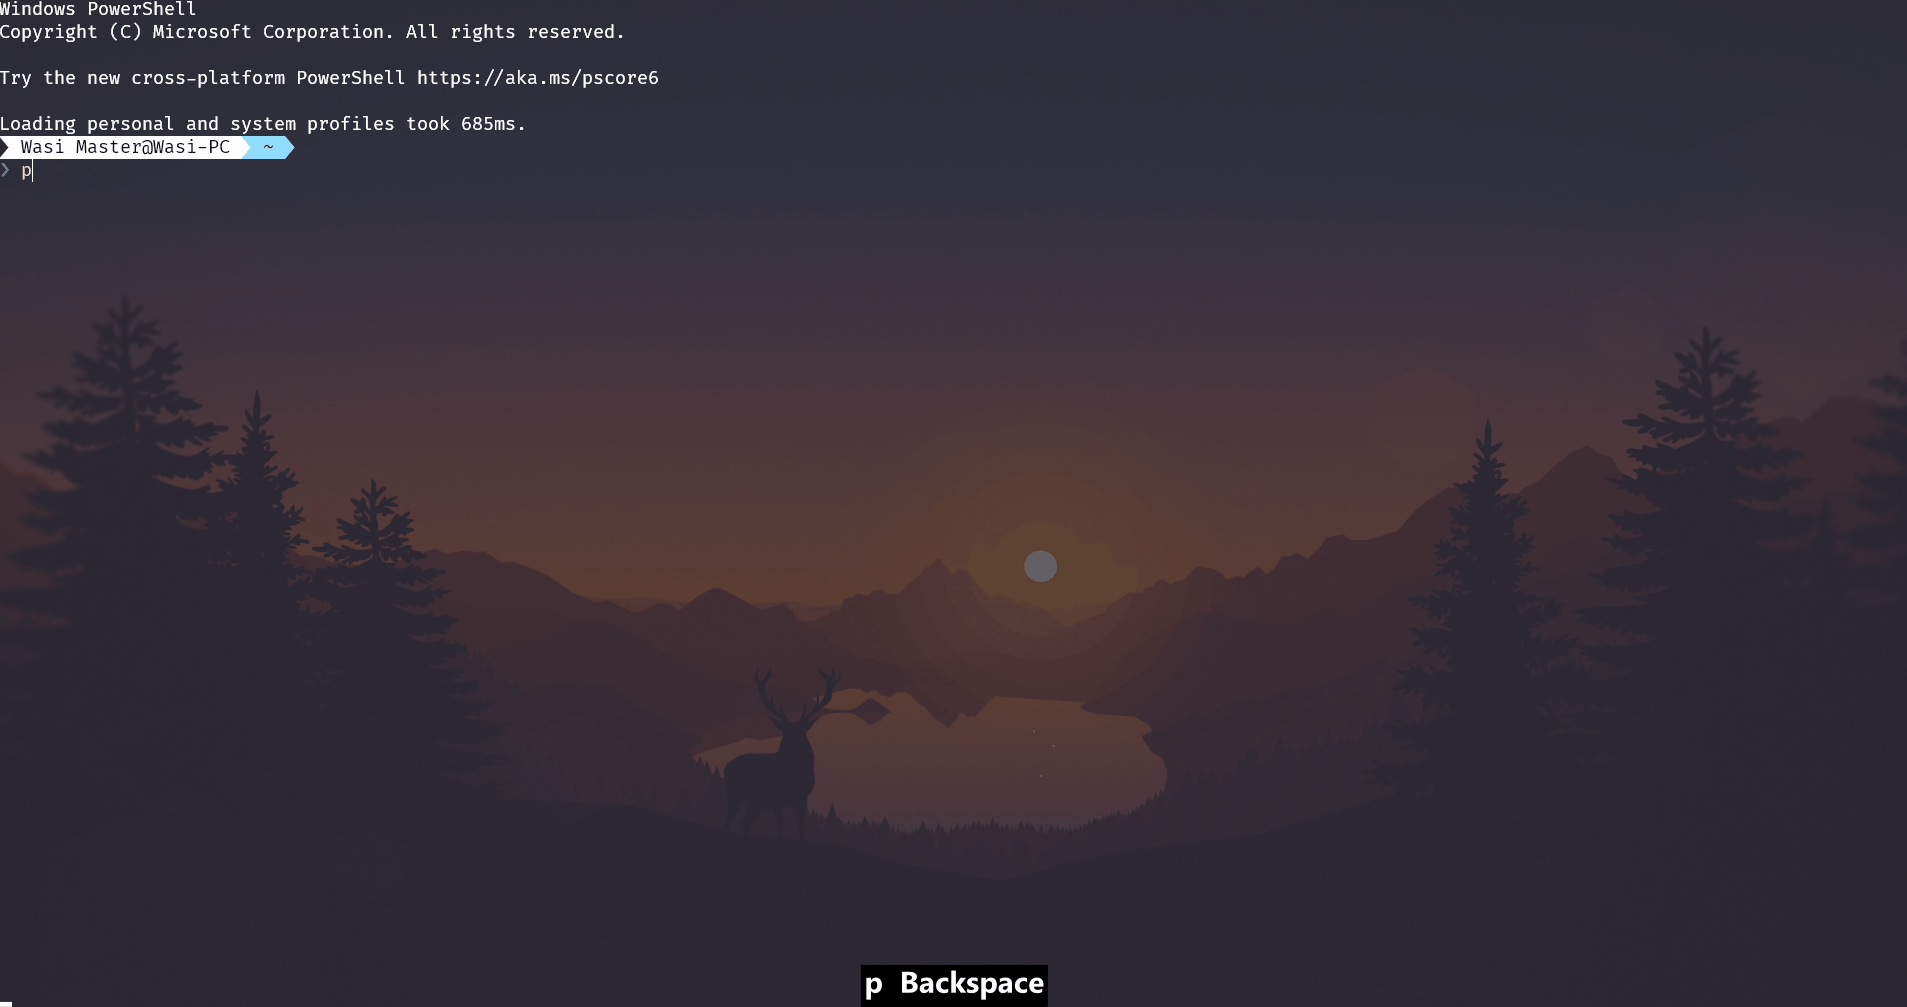 Windows PowerShell
Copyright (C) Microsoft Corporation. All rights reserved.
Try the new cross-platform PowerShell https://aka.ms/pscore6
Loading personal and system profiles took 685ms.
Wasi Master@Wasi-PC ~
❯ p
p Backspace